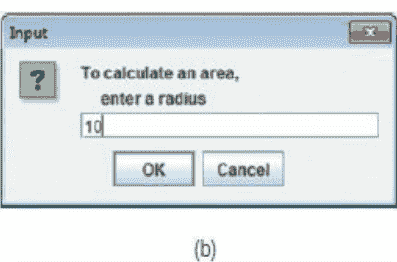 Input
?
To calculate an area,
enter a radius
10
OK Cancel
(b)